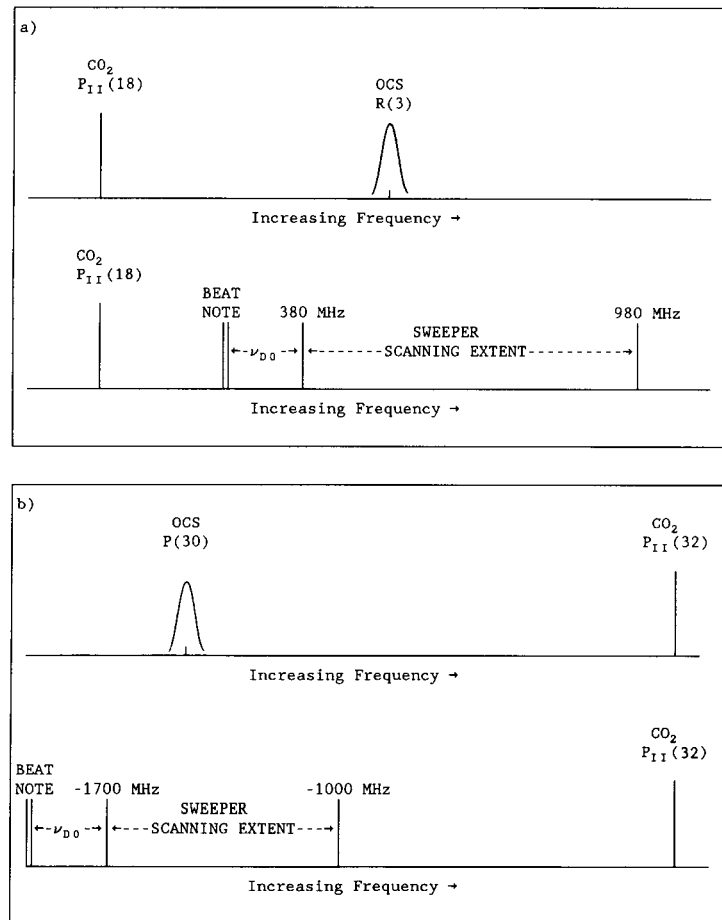 a)
CO2
PII(18)
OCS
R(3)
Increasing Frequency →
CO2
PII(18)
BEAT
NOTE
380 MHz
980 MHz
←--νD0--→
SWEEPER
←-------SCANNING EXTENT--------→
Increasing Frequency →
b)
OCS
P(30)
CO2
PII(32)
Increasing Frequency →
CO2
PII(32)
BEAT
NOTE
-1700 MHz
-1000 MHz
←--νD0--→
SWEEPER
←---SCANNING EXTENT---→
Increasing Frequency →